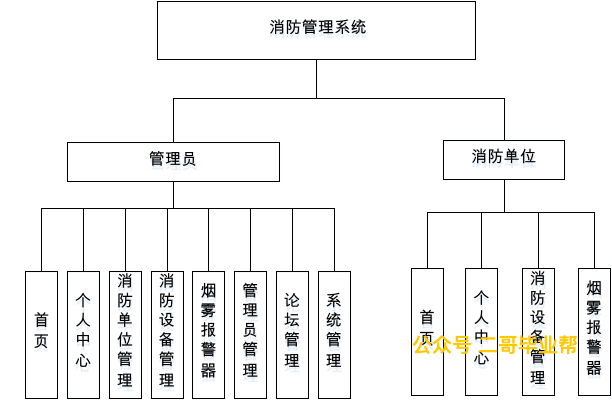 消防管理系统
管理员
消防单位
首页
个人中心
消防单位管理
消防设备管理
烟雾报警器
管理员管理
论坛管理
系统管理
首页
个人中心
消防设备管理
烟雾报警器
公众号 二哥毕业帮